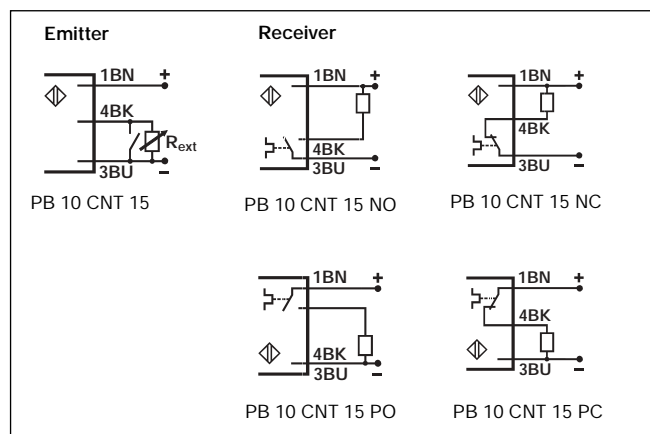 Emitter
Receiver
1BN
+
4BK
Rext
3BU
–
PB 10 CNT 15
1BN
+
4BK
3BU
–
PB 10 CNT 15 NO
1BN
+
4BK
3BU
–
PB 10 CNT 15 NC
1BN
+
4BK
3BU
–
PB 10 CNT 15 PO
1BN
+
4BK
3BU
–
PB 10 CNT 15 PC